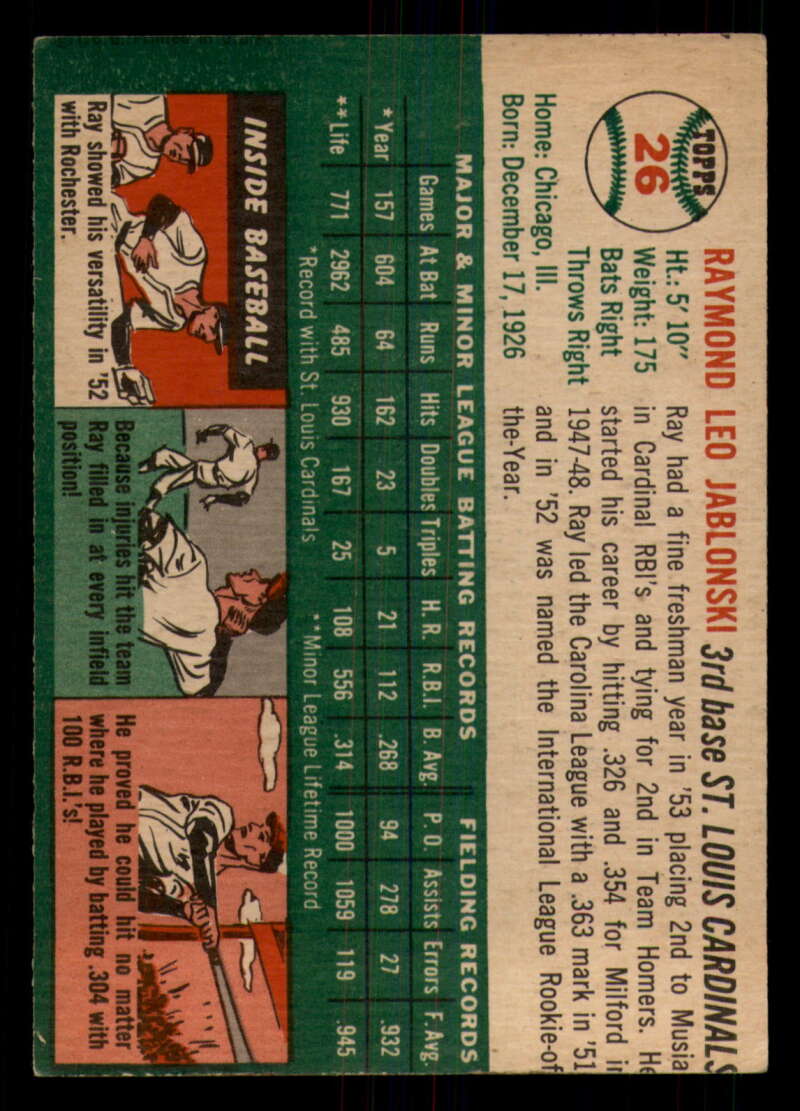 TOPPS
26
RAYMOND LEO JABLONSKI 3rd base ST. LOUIS CARDINALS
Ht.: 5' 10"
Weight: 175
Bats Right
Throws Right
Home: Chicago, Ill.
Born: December 17, 1926
Ray had a fine freshman year in '53 placing 2nd to Musia
in Cardinal RBI's and tying for 2nd in Team Homers. He
started his career by hitting .326 and .354 for Milford in
1947-48. Ray led the Carolina League with a .363 mark in '51
and in '52 was named the International League Rookie-of
the-Year.
MAJOR & MINOR LEAGUE BATTING RECORDS FIELDING RECORDS
Games At Bat Runs Hits Doubles Triples H. R. R.B.I. B. Avg. P. O. Assists Errors F. Avg.
*Year 157 604 64 162 23 5 21 112 .268 94 278 27 .932
**Life 771 2962 485 930 167 25 108 556 .314 1000 1059 119 .945
*Record with St. Louis Cardinals **Minor League Lifetime Record
INSIDE BASEBALL
Ray showed his versatility in '52
with Rochester.
Because injuries hit the team
Ray filled in at every infield
position!
He proved he could hit no matter
where he played by batting .304 with
100 R.B.I.'s!